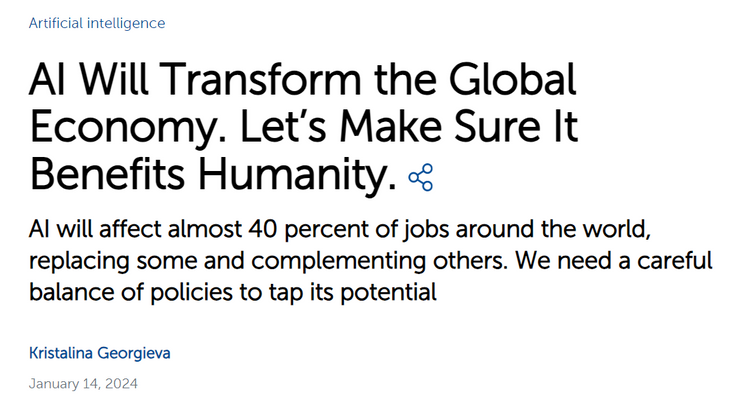 Artificial intelligence
AI Will Transform the Global
Economy. Let’s Make Sure It
Benefits Humanity.
AI will affect almost 40 percent of jobs around the world,
replacing some and complementing others. We need a careful
balance of policies to tap its potential
Kristalina Georgieva
January 14, 2024